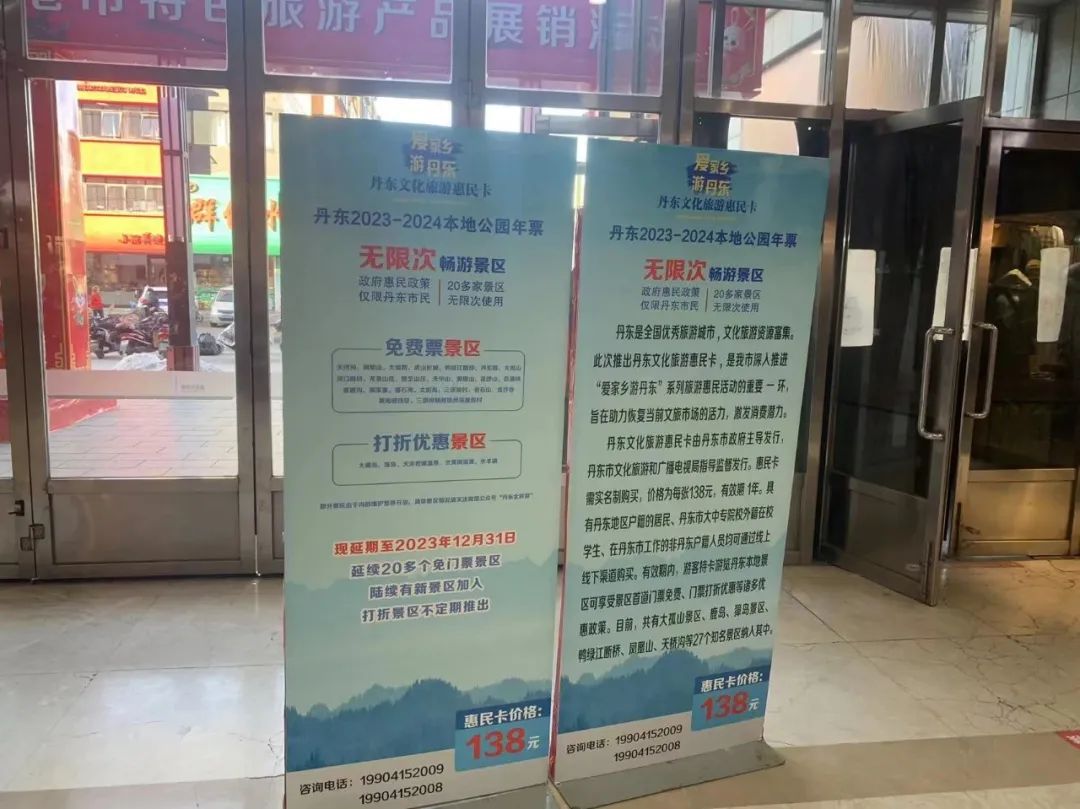 市特色旅游产品展销
爱家乡
游丹东
丹东文化旅游惠民卡
丹东2023-2024本地公园年票
无限次 畅游景区
政府惠民政策 20多家景区
仅限丹东市民 无限次使用
免费票景区
打折优惠景区
现延期至2023年12月31日
延续20多个免门票景区
陆续有新景区加入
打折景区不定期推出
惠民卡价格：
138元
咨询电话：19904152009
19904152008
爱家乡
游丹东
丹东文化旅游惠民卡
丹东2023-2024本地公园年票
无限次 畅游景区
政府惠民政策 20多家景区
仅限丹东市民 无限次使用
丹东是全国优秀旅游城市，文化旅游资源富集。
此次推出丹东文化旅游惠民卡，是我市深入推进
“爱家乡游丹东”系列旅游惠民活动的重要一环，
旨在助力恢复当前文旅市场的活力，激发消费潜力。
丹东文化旅游惠民卡由丹东市政府主导发行，
丹东市文化旅游和广播电视局指导监督发行。惠民卡
需实名制购买，价格为每张138元，有效期 1年。具
有丹东地区户籍的居民、丹东市大中专院校外籍在校
学生、在丹东市工作的非丹东户籍人员均可通过线上
线下渠道购买。有效期内，游客持卡游览丹东本地景
区可享受景区首道门票免费、门票打折优惠等诸多优
惠政策。目前，共有大孤山景区、鹿岛、獐岛景区、
鸭绿江断桥、凤凰山、天桥沟等27个知名景区纳入其中。
惠民卡价格：
138元
咨询电话：19904152009
19904152008